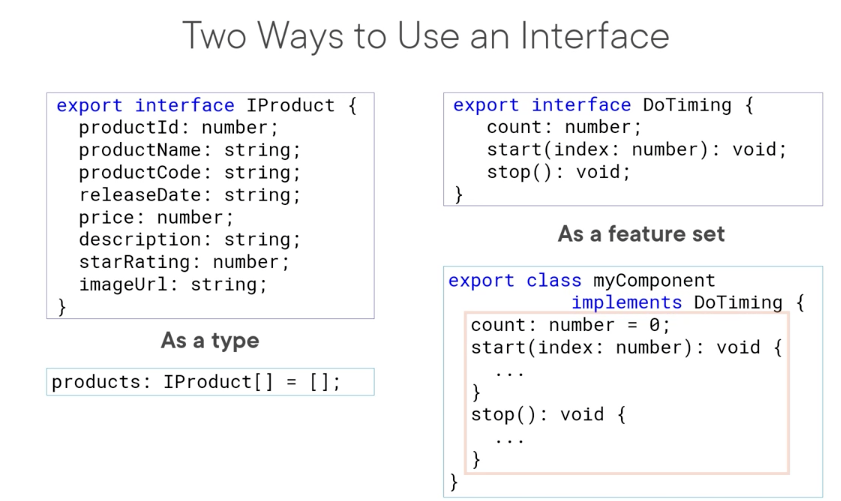 Two Ways to Use an Interface
export interface IProduct {
productId: number;
productName: string;
productCode: string;
releaseDate: string;
price: number;
description: string;
starRating: number;
imageUrl: string;
}
As a type
products: IProduct[] = [];
export interface DoTiming {
count: number;
start(index: number): void;
stop(): void;
}
As a feature set
export class myComponent
implements DoTiming {
count: number = 0;
start(index: number): void {
...
}
stop(): void {
...
}
}